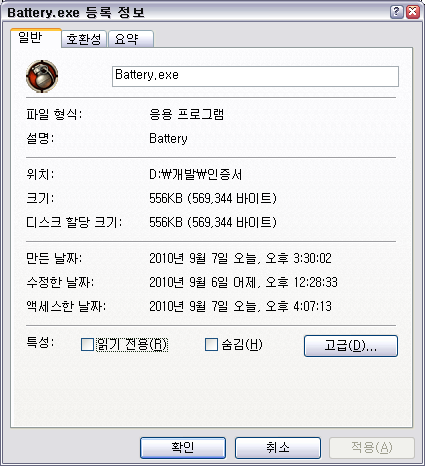 Battery.exe 등록 정보
일반 호환성 요약
Battery.exe
파일 형식: 응용 프로그램
설명: Battery
위치: D:₩개발₩인증서
크기: 556KB (569,344 바이트)
디스크 할당 크기: 556KB (569,344 바이트)
만든 날짜: 2010년 9월 7일 오늘, 오후 3:30:02
수정한 날짜: 2010년 9월 6일 어제, 오후 12:28:33
액세스한 날짜: 2010년 9월 7일 오늘, 오후 4:07:13
특성: 읽기 전용(R) 숨김(H) 고급(D)...
확인 취소 적용(A)